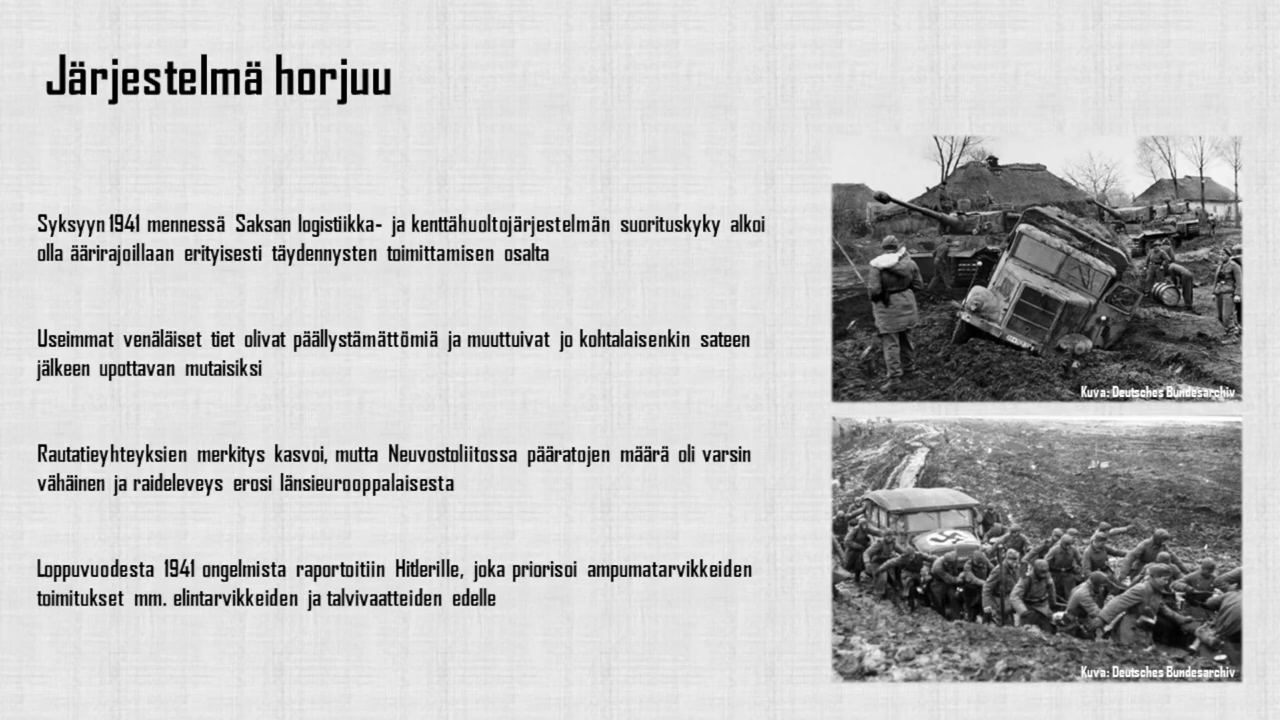 Järjestelmä horjuu
Syksyyn 1941 mennessä Saksan logistiikka- ja kenttähuoltojärjestelmän suorituskyky alkoi
olla äärirajoillaan erityisesti täydennysten toimittamisen osalta
Useimmat venäläiset tiet olivat päällystämättömiä ja muuttuivat jo kohtalaisenkin sateen
jälkeen upottavan mutaisiksi
Rautatieyhteyksien merkitys kasvoi, mutta Neuvostoliitossa pääratojen määrä oli varsin
vähäinen ja raideleveys erosi länsieurooppalaisesta
Loppuvuodesta 1941 ongelmista raportoitiin Hitlerille, joka priorisoi ampumatarvikkeiden
toimitukset mm. elintarvikkeiden ja talvivaatteiden edelle
Kuva: Deutsches Bundesarchiv
Kuva: Deutsches Bundesarchiv